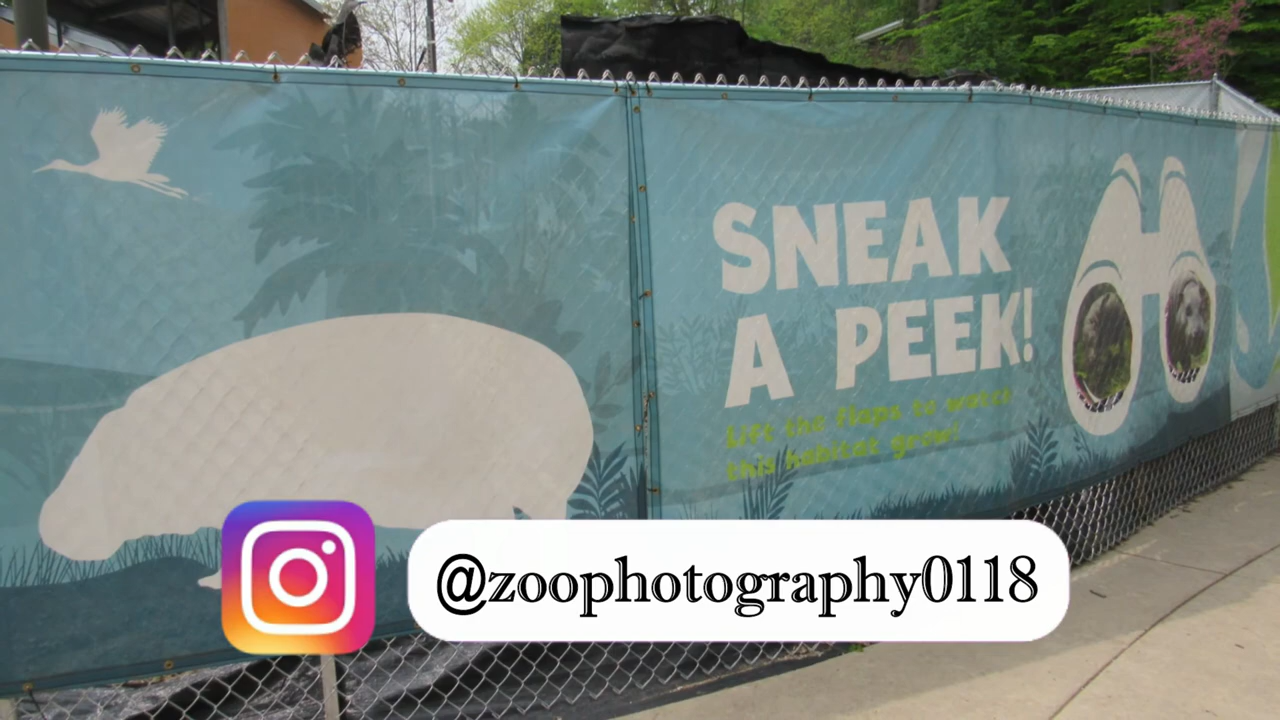 SNEAK
A PEEK!
Lift the flaps to watch
this habitat grow!
@zoophotography0118